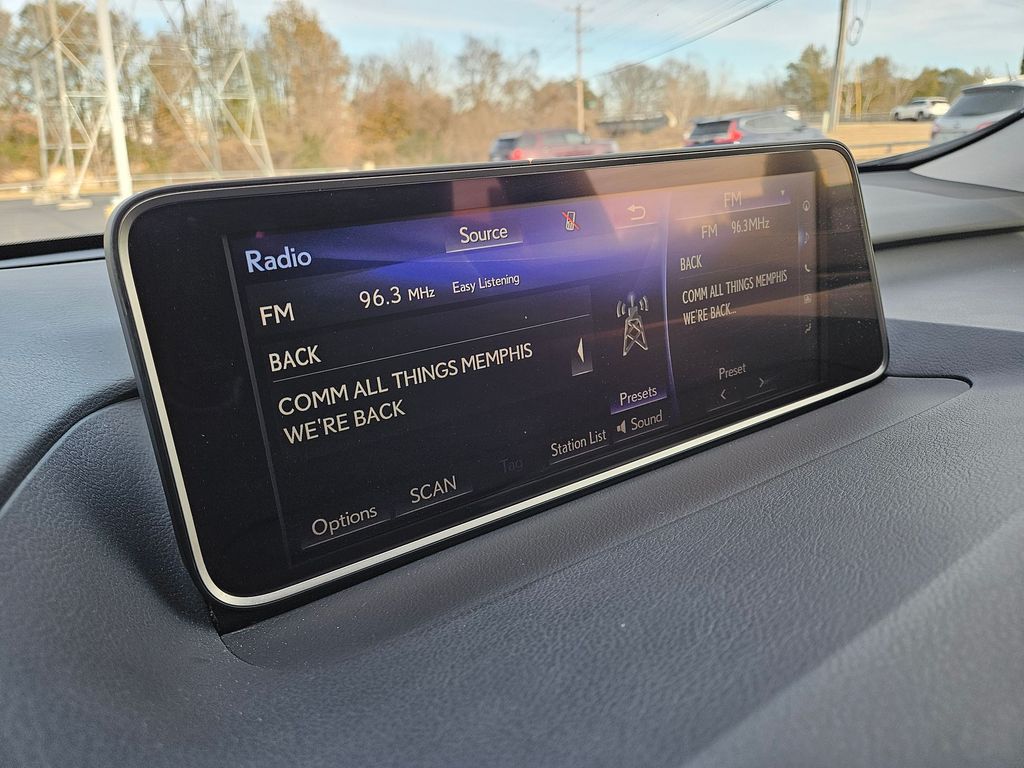 Radio
Source
FM
96.3 MHz Easy Listening
BACK
COMM ALL THINGS MEMPHIS
WE'RE BACK
Presets
Sound
Station List
Tag
SCAN
Options
FM
FM 96.3MHz
BACK
COMM ALL THINGS MEMPHIS
WE'RE BACK...
Preset